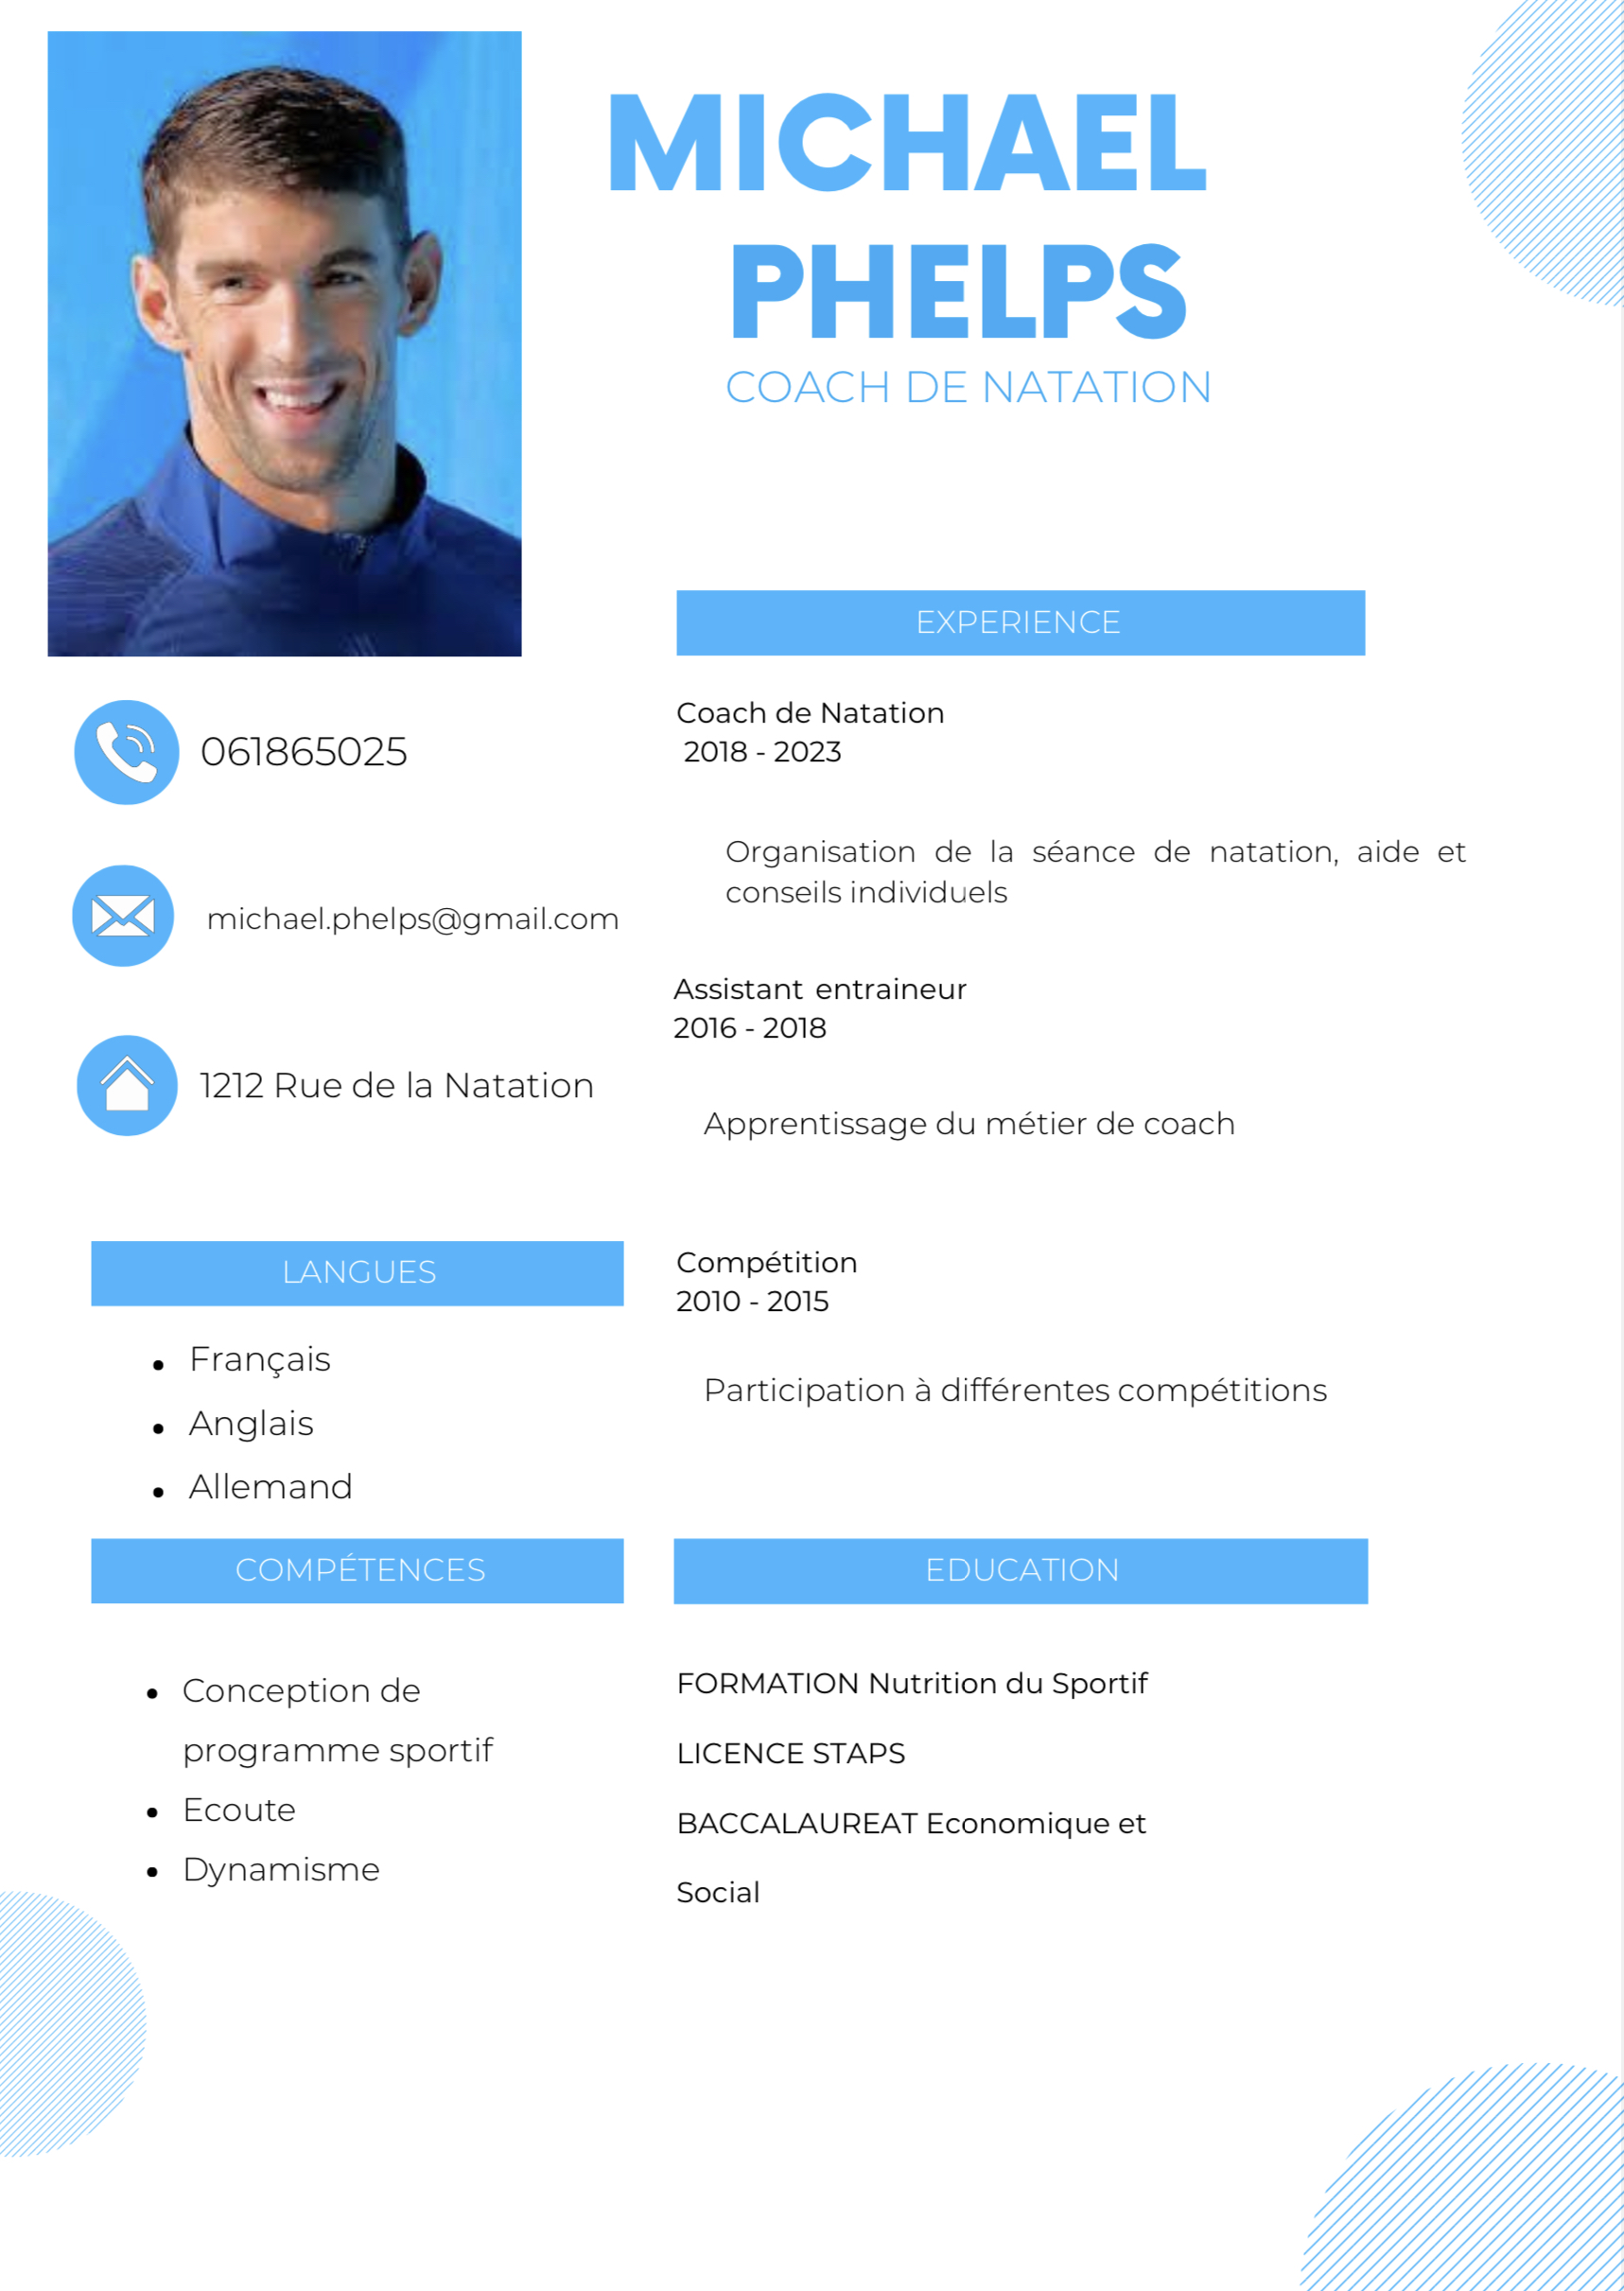 MICHAEL
PHELPS
COACH DE NATATION
061865025
michael.phelps@gmail.com
1212 Rue de la Natation
LANGUES
Français
Anglais
Allemand
COMPÉTENCES
Conception de
programme sportif
Ecoute
Dynamisme
EXPERIENCE
Coach de Natation
2018 - 2023
Organisation de la séance de natation, aide et
conseils individuels
Assistant entraineur
2016 - 2018
Apprentissage du métier de coach
Compétition
2010 - 2015
Participation à différentes compétitions
EDUCATION
FORMATION Nutrition du Sportif
LICENCE STAPS
BACCALAUREAT Economique et
Social